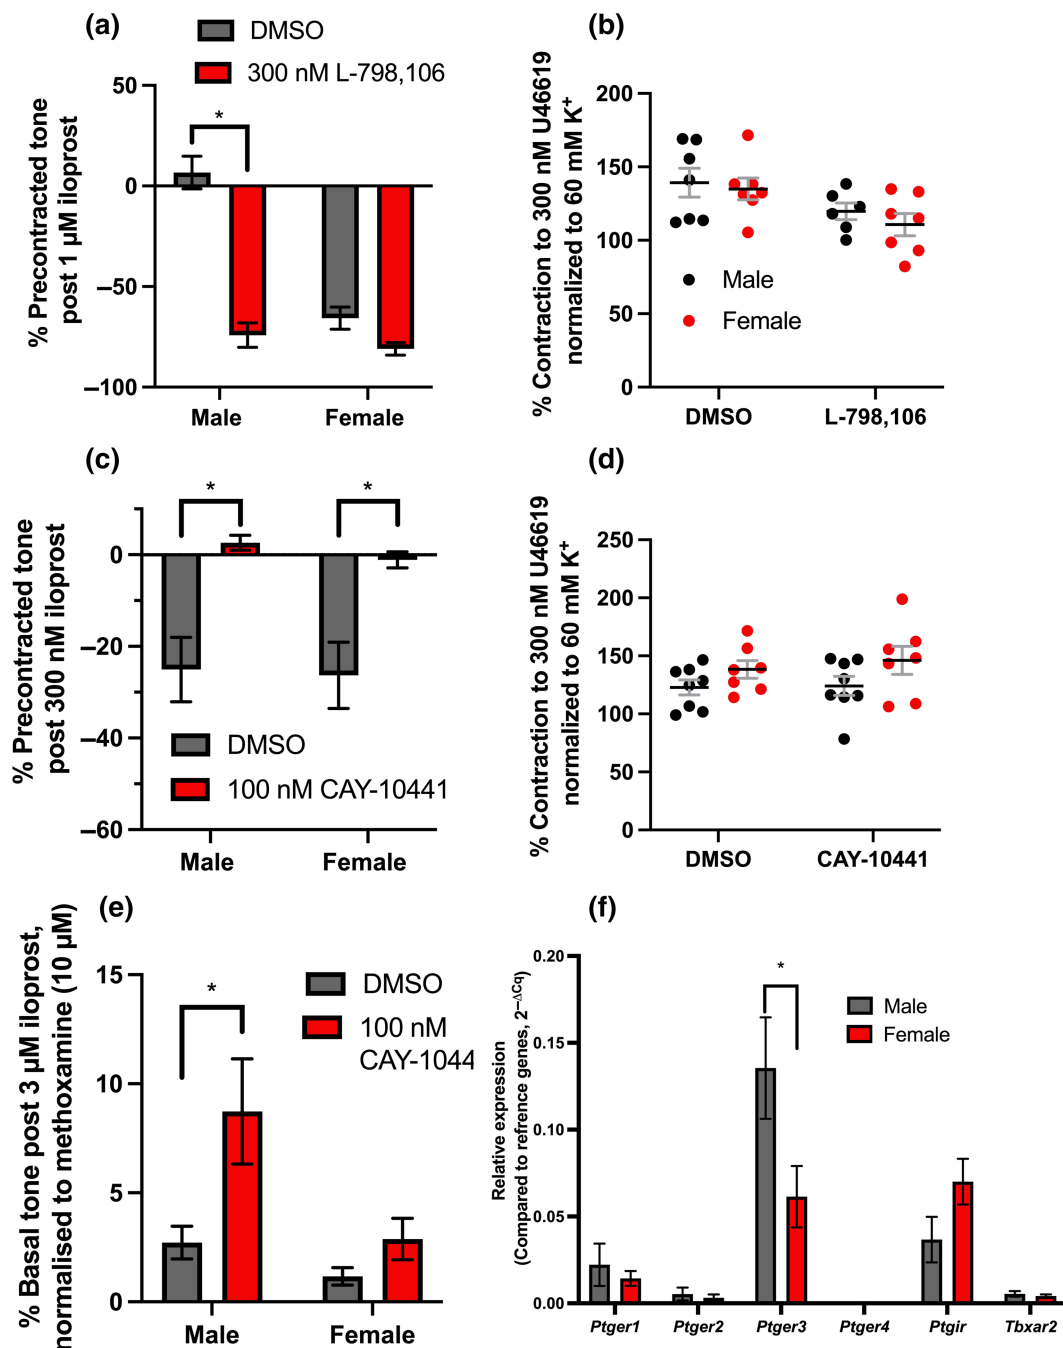 (a)
DMSO
300 nM L-798,106
% Precontracted tone
post 1 µM iloprost
50
0
–50
–100
*
Male
Female
(b)
% Contraction to 300 nM U46619
normalized to 60 mM K+
200
150
100
50
0
Male
Female
DMSO
L-798,106
(c)
% Precontracted tone
post 300 nM iloprost
0
–20
–40
–60
*
*
DMSO
100 nM CAY-10441
Male
Female
(d)
% Contraction to 300 nM U46619
normalized to 60 mM K+
250
200
150
100
50
0
DMSO
CAY-10441
(e)
% Basal tone post 3 µM iloprost,
normalised to methoxamine (10 µM)
15
10
5
0
*
DMSO
100 nM
CAY-1044
Male
Female
(f)
Relative expression
(Compared to refrence genes, 2−ΔCq)
0.20
0.15
0.10
0.05
0.00
*
Male
Female
Ptger1
Ptger2
Ptger3
Ptger4
Ptgir
Tbxar2